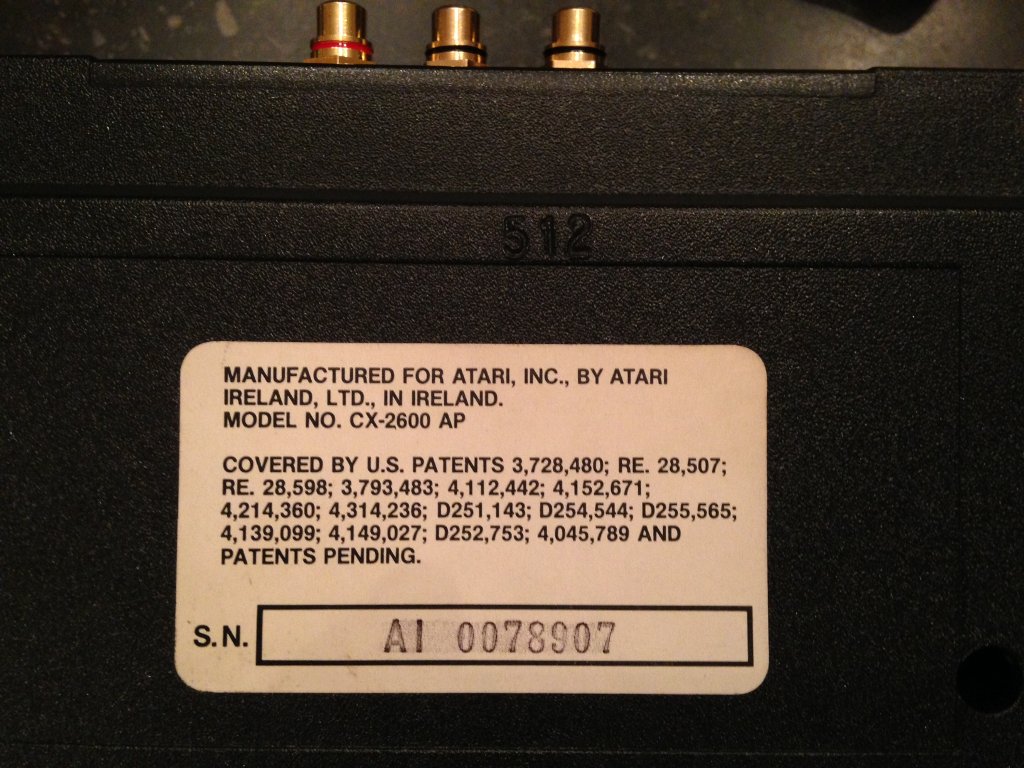 512
MANUFACTURED FOR ATARI, INC., BY ATARI
IRELAND, LTD., IN IRELAND.
MODEL NO. CX-2600 AP
COVERED BY U.S. PATENTS 3,728,480; RE. 28,507;
RE. 28,598; 3,793,483; 4,112,442; 4,152,671;
4,214,360; 4,314,236; D251,143; D254,544; D255,565;
4,139,099; 4,149,027; D252,753; 4,045,789 AND
PATENTS PENDING.
S.N. AI 0078907